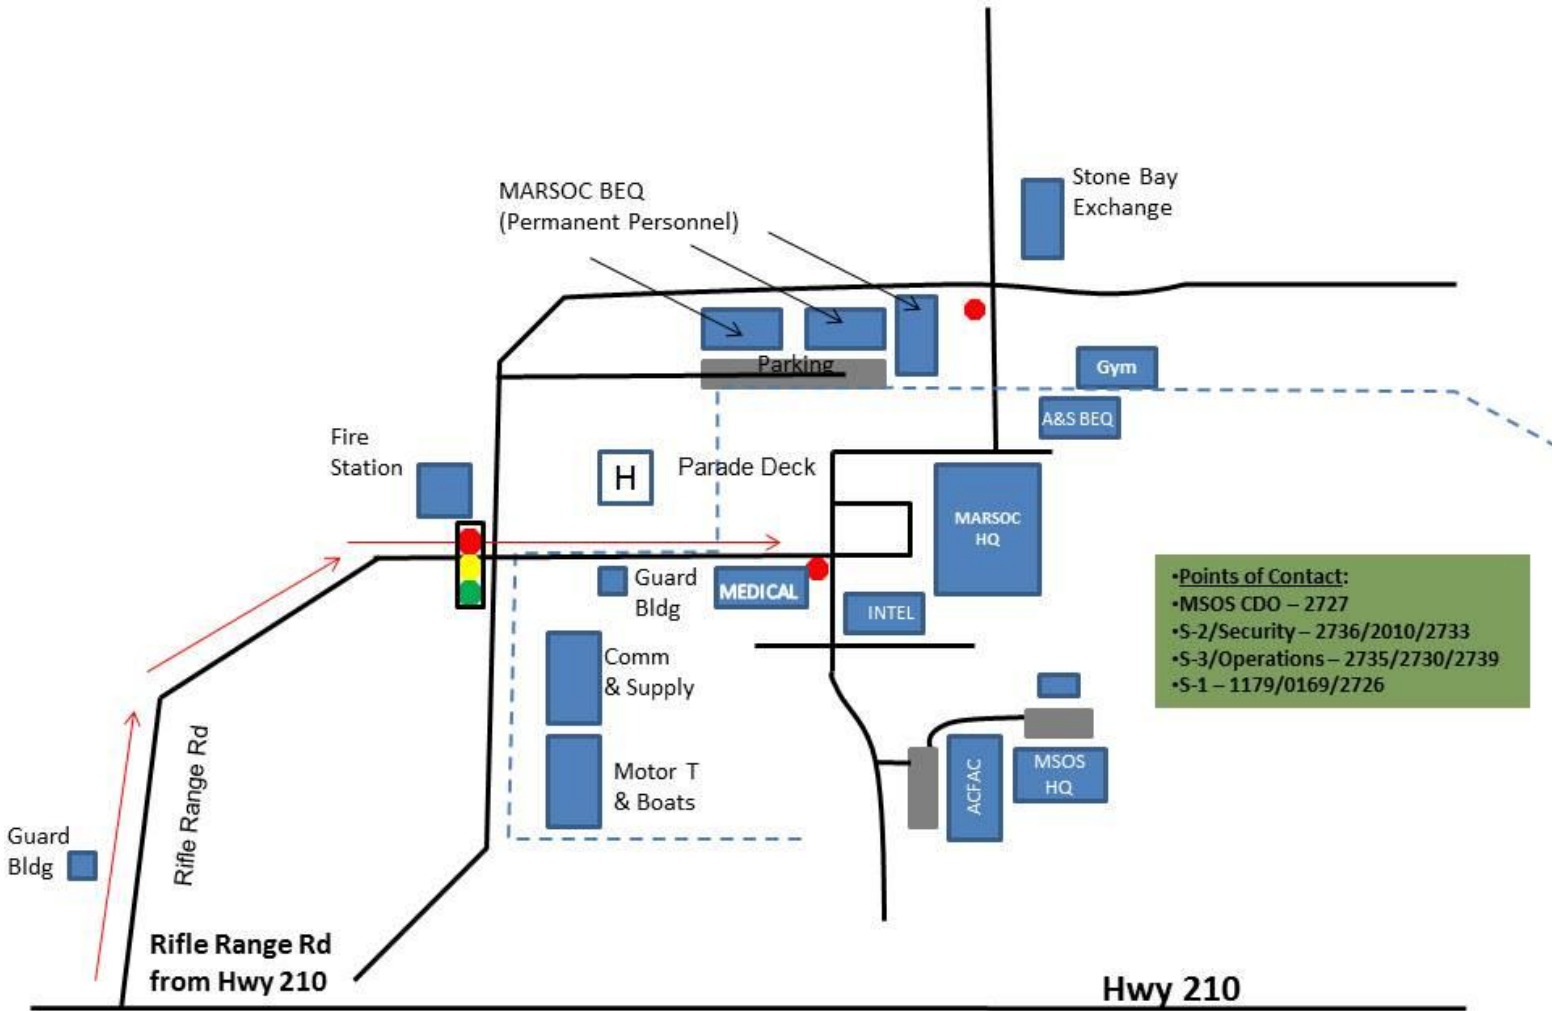 Stone Bay
Exchange
MARSOC BEQ
(Permanent Personnel)
Parking
Gym
A&S BEQ
Fire
Station
H
Parade Deck
MARSOC
HQ
Guard
Bldg
MEDICAL
INTEL
•Points of Contact:
•MSOS CDO – 2727
•S-2/Security – 2736/2010/2733
•S-3/Operations – 2735/2730/2739
•S-1 – 1179/0169/2726
Comm
& Supply
Motor T
& Boats
ACFAC
MSOS
HQ
Rifle Range Rd
Guard
Bldg
Rifle Range Rd
from Hwy 210
Hwy 210